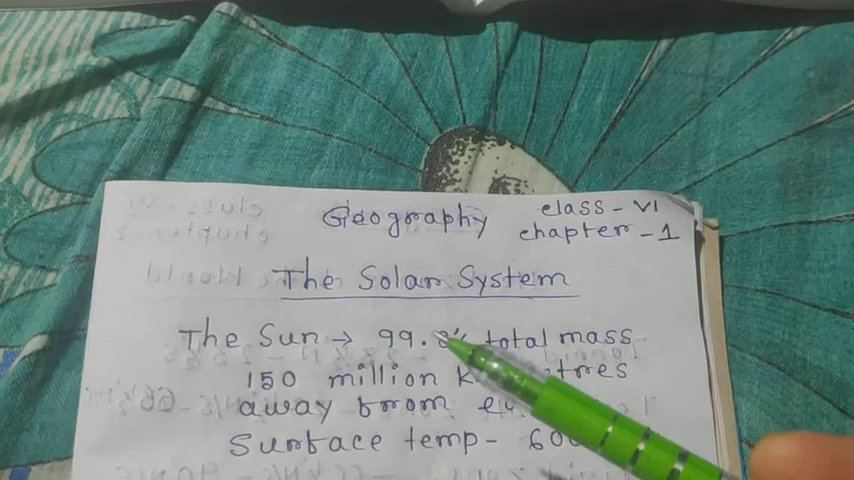 Geography
class - VI
chapter - 1
The Solar System
The Sun → 99.8% total mass
150 million
away from
Surface temp - 600